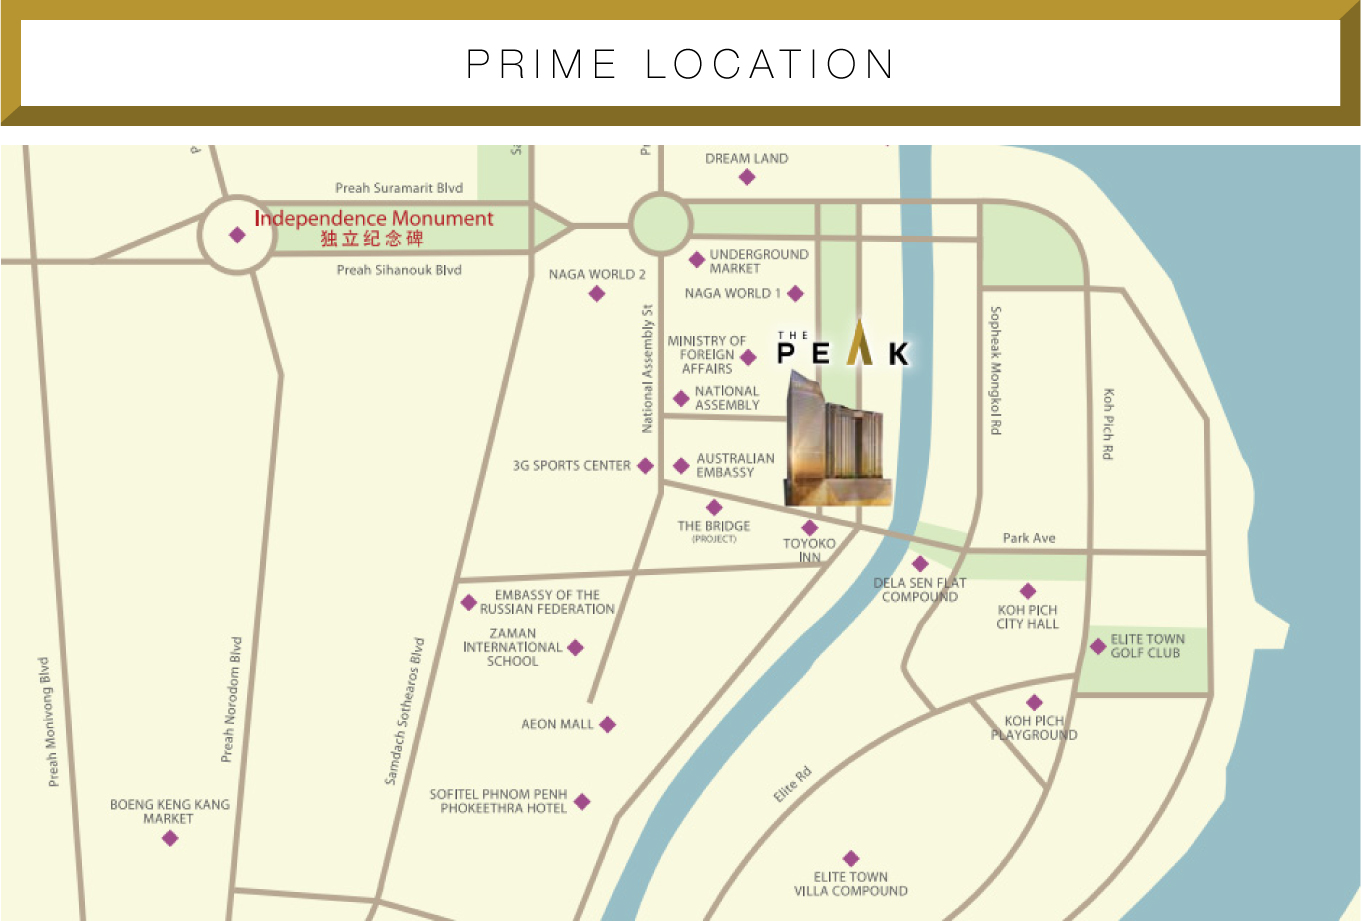 PRIME LOCATION
DREAM LAND
Preah Suramarit Blvd
Independence Monument
独立纪念碑
Preah Sihanouk Blvd
UNDERGROUND
MARKET
NAGA WORLD 2
NAGA WORLD 1
National Assembly St
MINISTRY OF
FOREIGN
AFFAIRS
THE
PEAK
NATIONAL
ASSEMBLY
Sopheak Mongkol Rd
Koh Pich Rd
3G SPORTS CENTER
AUSTRALIAN
EMBASSY
THE BRIDGE
(PROJECT)
TOYOKO
INN
Park Ave
DELA SEN FLAT
COMPOUND
KOH PICH
CITY HALL
EMBASSY OF THE
RUSSIAN FEDERATION
ZAMAN
INTERNATIONAL
SCHOOL
ELITE TOWN
GOLF CLUB
Preah Monivong Blvd
Preah Norodom Blvd
Samdach Sothearos Blvd
AEON MALL
KOH PICH
PLAYGROUND
Elite Rd
SOFITEL PHNOM PENH
PHOKEETHRA HOTEL
BOENG KENG KANG
MARKET
ELITE TOWN
VILLA COMPOUND